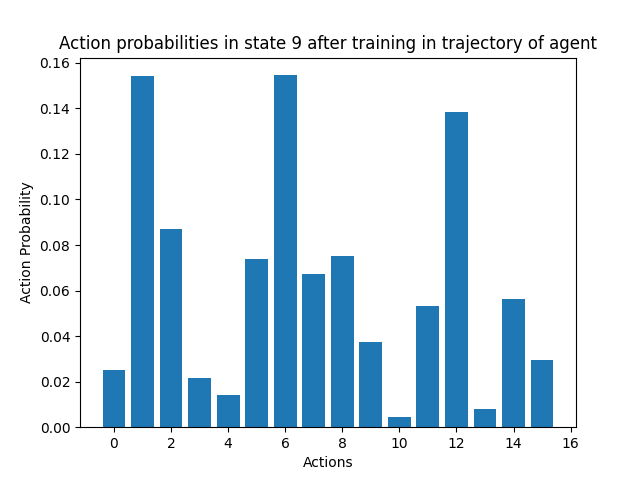 Action probabilities in state 9 after training in trajectory of agent
0.16
0.14
0.12
0.10
0.08
0.06
0.04
0.02
0.00
Action Probability
0 2 4 6 8 10 12 14 16
Actions